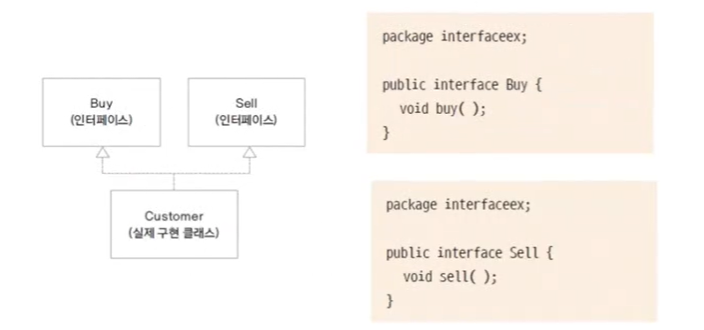 Buy
(인터페이스)
Sell
(인터페이스)
Customer
(실제 구현 클래스)
package interfaceex;
public interface Buy {
void buy( );
}
package interfaceex;
public interface Sell {
void sell( );
}